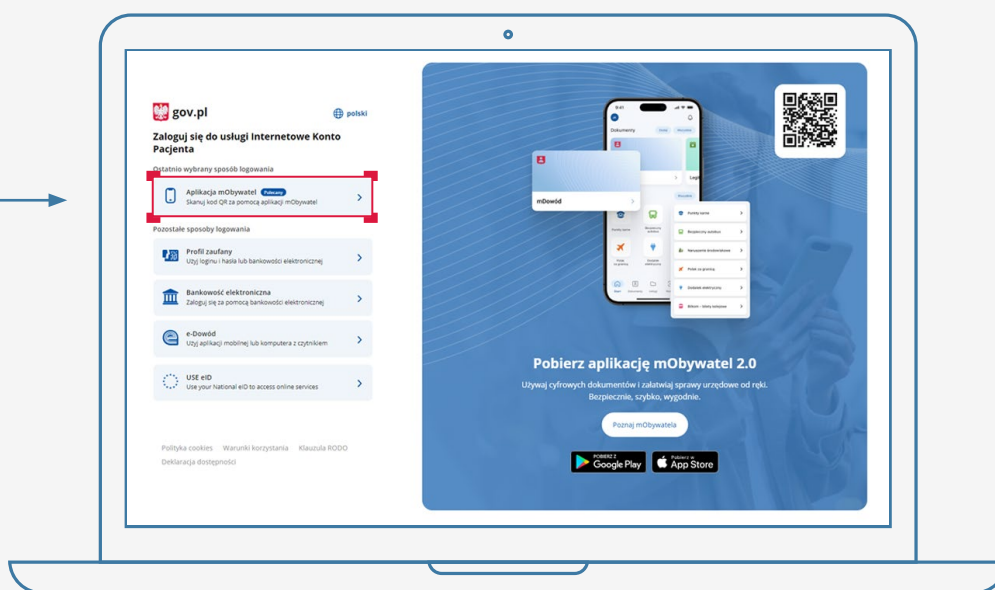 gov.pl
polski
Zaloguj się do usługi Internetowe Konto
Pacjenta
Ostatnio wybrany sposób logowania
Aplikacja mObywatel Polecany
Skanuj kod QR za pomocą aplikacji mObywatel
Pozostałe sposoby logowania
Profil zaufany
Użyj loginu i hasła lub bankowości elektronicznej
Bankowość elektroniczna
Zaloguj się za pomocą bankowości elektronicznej
e-Dowód
Użyj aplikacji mobilnej lub komputera z czytnikiem
USE eID
Use your National eID to access online services
Polityka cookies Warunki korzystania Klauzula RODO
Deklaracja dostępności
Dokumenty
mDowód
Pobierz aplikację mObywatel 2.0
Używaj cyfrowych dokumentów i załatwiaj sprawy urzędowe od ręki.
Bezpiecznie, szybko, wygodnie.
Poznaj mObywatela
POBIERZ Z
Google Play
Pobierz w
App Store